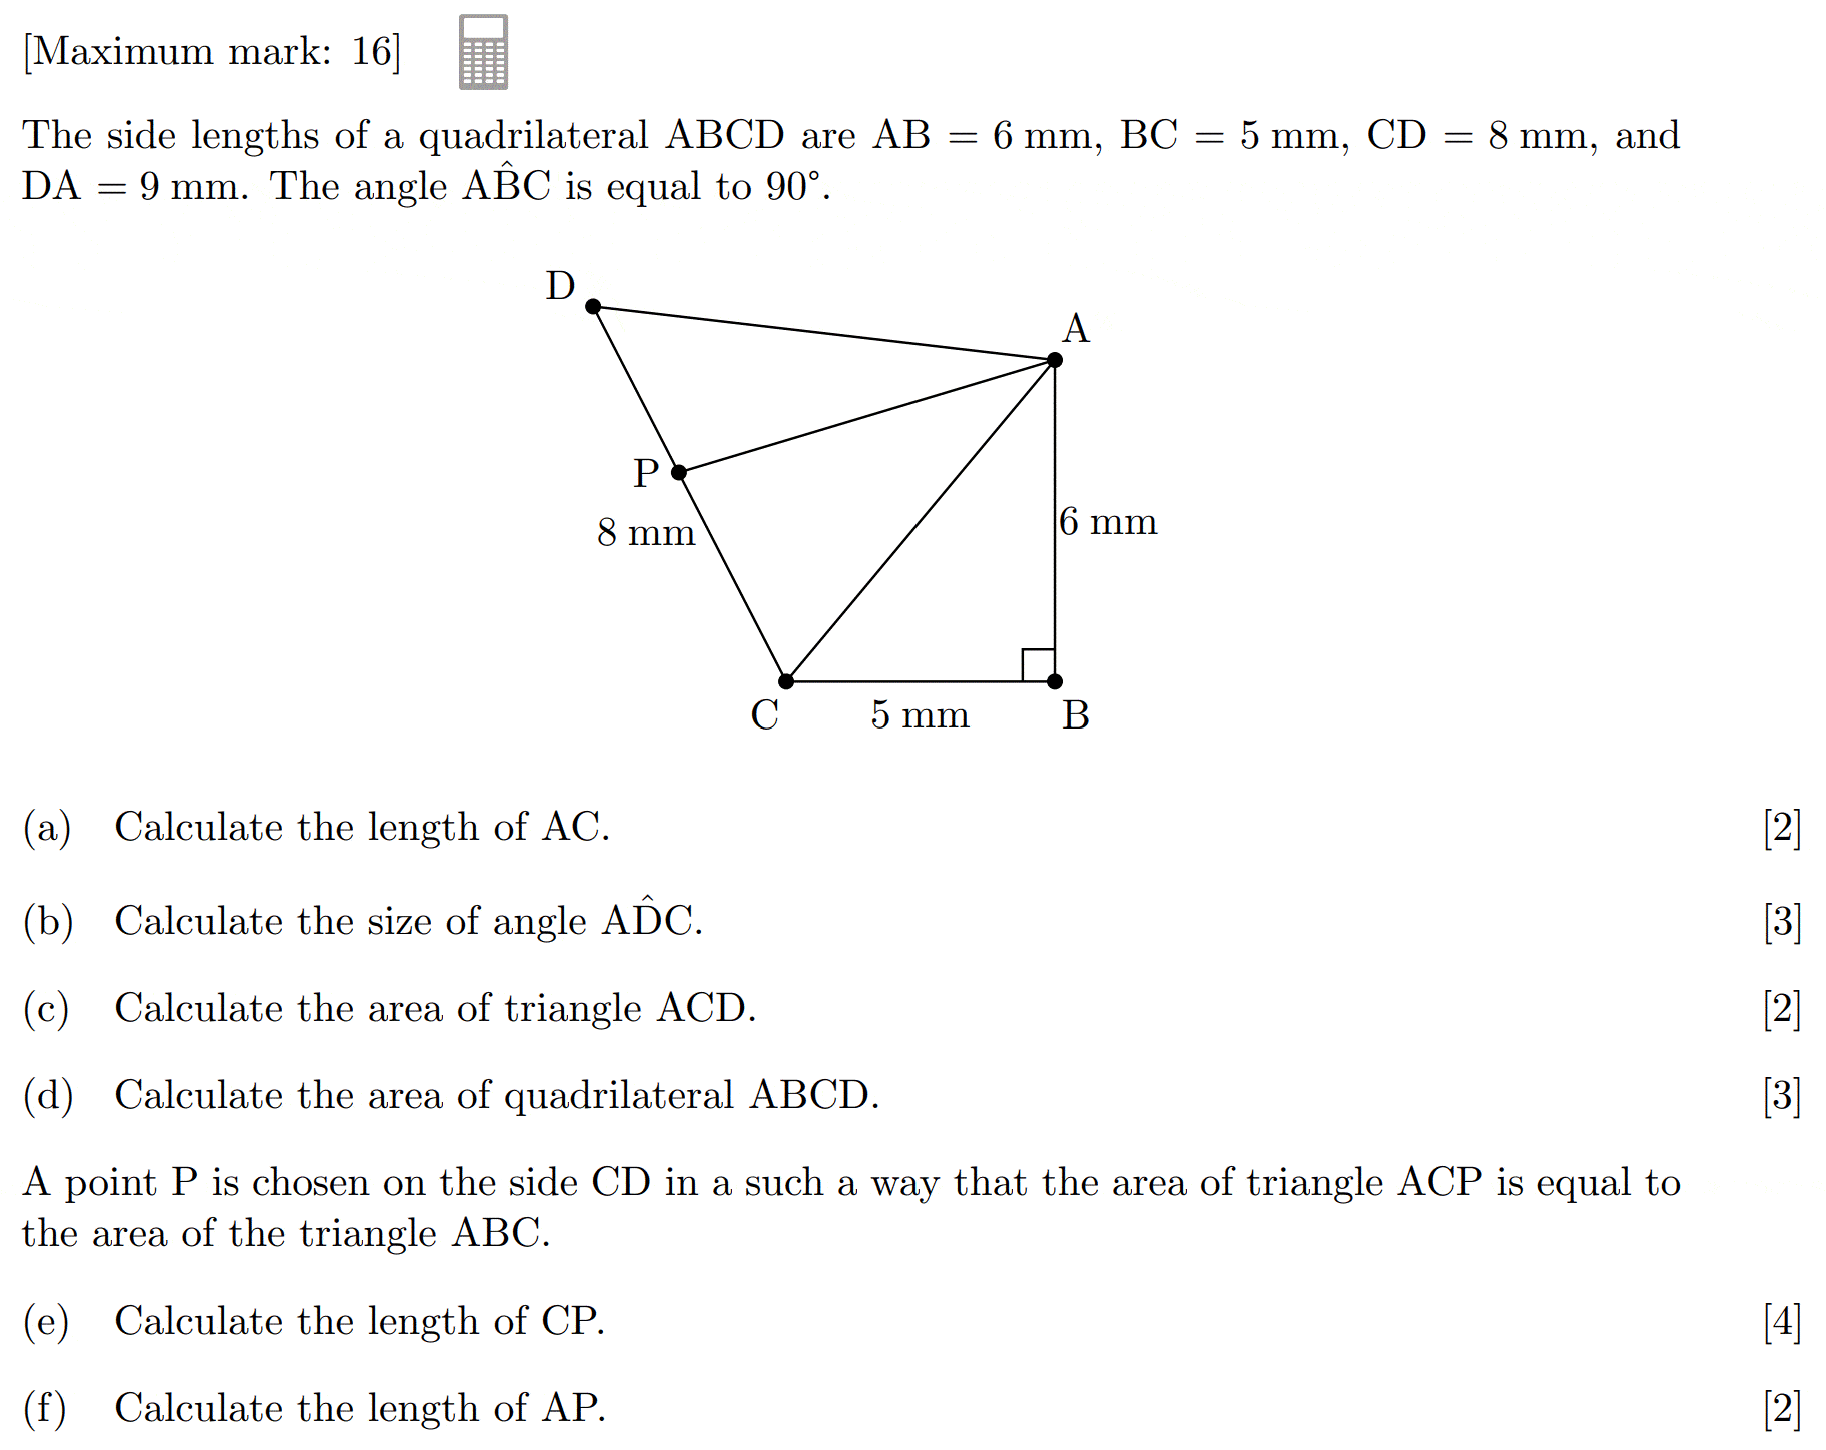 [Maximum mark: 16]
The side lengths of a quadrilateral ABCD are AB = 6 mm, BC = 5 mm, CD = 8 mm, and
DA = 9 mm. The angle AB̂C is equal to 90°.
D
A
P
8 mm
6 mm
C
5 mm
B
(a) Calculate the length of AC. [2]
(b) Calculate the size of angle AD̂C. [3]
(c) Calculate the area of triangle ACD. [2]
(d) Calculate the area of quadrilateral ABCD. [3]
A point P is chosen on the side CD in a such a way that the area of triangle ACP is equal to
the area of the triangle ABC.
(e) Calculate the length of CP. [4]
(f) Calculate the length of AP. [2]